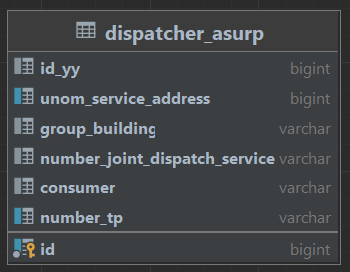 dispatcher_asurp
id_yy bigint
unom_service_address bigint
group_building varchar
number_joint_dispatch_service varchar
consumer varchar
number_tp varchar
id bigint